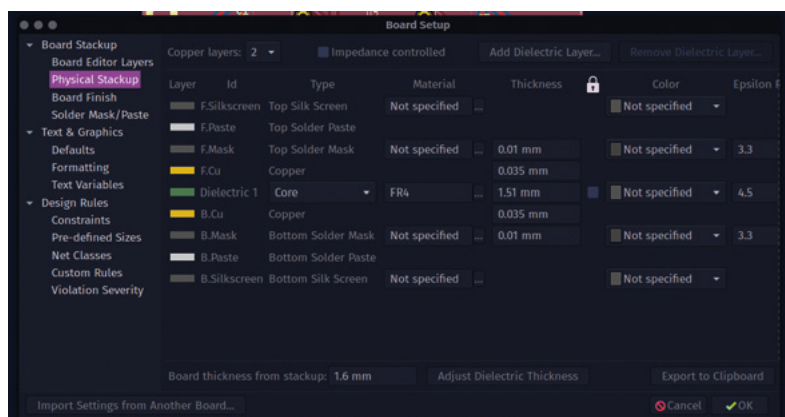 Board Setup
Board Stackup
Board Editor Layers
Physical Stackup
Board Finish
Solder Mask/Paste
Text & Graphics
Defaults
Formatting
Text Variables
Design Rules
Constraints
Pre-defined Sizes
Net Classes
Custom Rules
Violation Severity
Copper layers: 2 Impedance controlled Add Dielectric Layer... Remove Dielectric Layer...
Layer Id Type Material Thickness Color Epsilon
F.Silkscreen Top Silk Screen Not specified ... Not specified
F.Paste Top Solder Paste
F.Mask Top Solder Mask Not specified ... 0.01 mm Not specified 3.3
F.Cu Copper 0.035 mm
Dielectric 1 Core FR4 ... 1.51 mm Not specified 4.5
B.Cu Copper 0.035 mm
B.Mask Bottom Solder Mask Not specified ... 0.01 mm Not specified 3.3
B.Paste Bottom Solder Paste
B.Silkscreen Bottom Silk Screen Not specified ... Not specified
Board thickness from stackup: 1.6 mm Adjust Dielectric Thickness Export to Clipboard
Import Settings from Another Board... Cancel OK